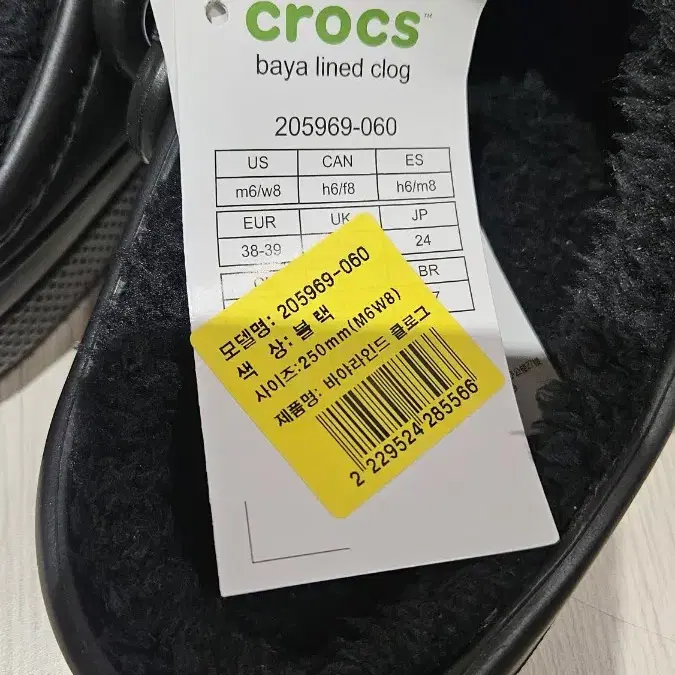 crocs™
baya lined clog
205969-060
US CAN ES
m6/w8 h6/f8 h6/m8
EUR UK JP
38-39 24
BR
모델명: 205969-060
색 상: 블 랙
사이즈:250mm(M6W8)
제품명: 바야라인드 클로그
2 229524 285566